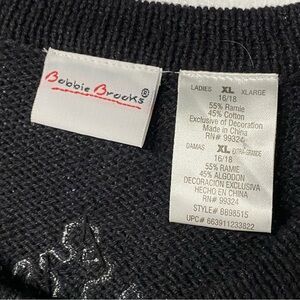 Bobbie Brooks®
LADIES XL XLARGE
16/18
55% Ramie
45% Cotton
Exclusive of Decoration
Made in China
RN# 99324
DAMAS XL EXTRA-GRANDE
16/18
55% RAMIE
45% ALGODON
DECORACION EXCLUSIVA
HECHO EN CHINA
RN# 99324
STYLE# BB98515
UPC# 663911233822